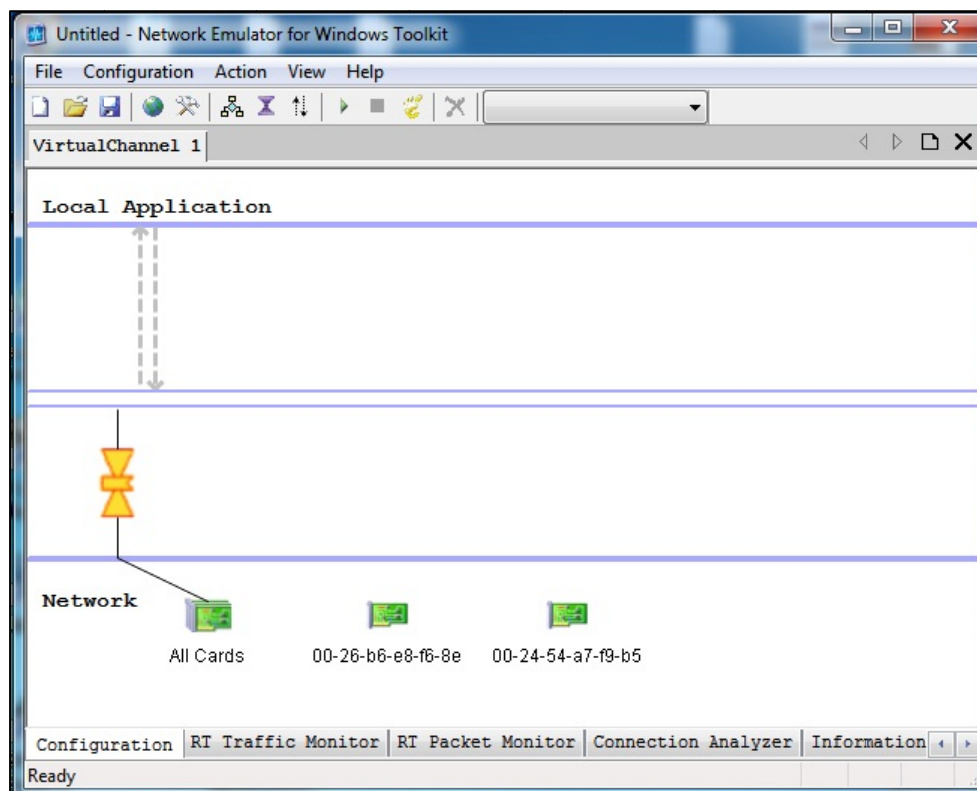 Untitled - Network Emulator for Windows Toolkit
File Configuration Action View Help
VirtualChannel 1
Local Application
Network
All Cards 00-26-b6-e8-f6-8e 00-24-54-a7-f9-b5
Configuration RT Traffic Monitor RT Packet Monitor Connection Analyzer Information
Ready